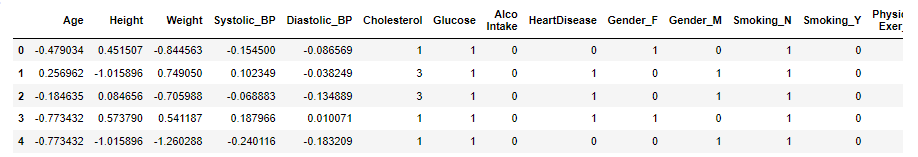 Age Height Weight Systolic_BP Diastolic_BP Cholesterol Glucose Alco Intake HeartDisease Gender_F Gender_M Smoking_N Smoking_Y
0 -0.479034 0.451507 -0.844563 -0.154500 -0.086569 1 1 0 0 1 0 1 0
1 0.256962 -1.015896 0.749050 0.102349 -0.038249 3 1 0 1 1 0 1 0
2 -0.184635 0.084656 -0.705988 -0.068883 -0.134889 3 1 0 1 0 1 1 0
3 -0.773432 0.573790 0.541187 0.187966 0.010071 1 1 0 1 1 0 1 0
4 -0.773432 -1.015896 -1.260288 -0.240116 -0.183209 1 1 0 0 0 1 1 0